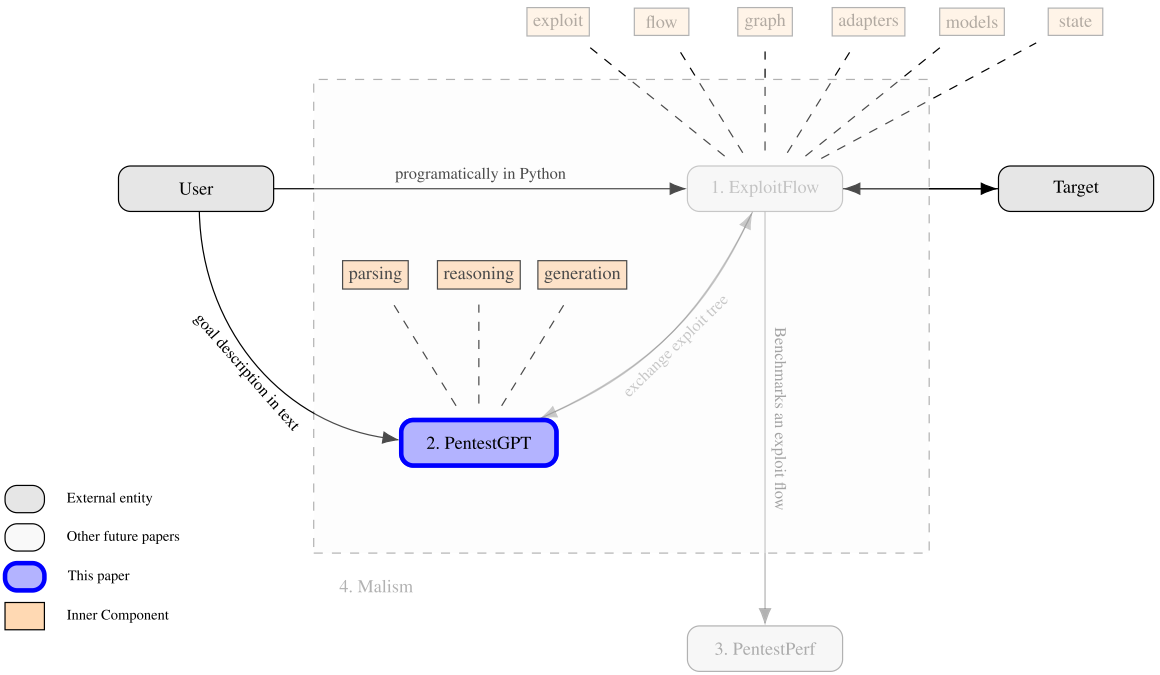 exploit
flow
graph
adapters
models
state
User
programatically in Python
1. ExploitFlow
Target
parsing
reasoning
generation
goal description in text
exchange exploit tree
Benchmarks an exploit flow
2. PentestGPT
External entity
Other future papers
This paper
Inner Component
4. Malism
3. PentestPerf